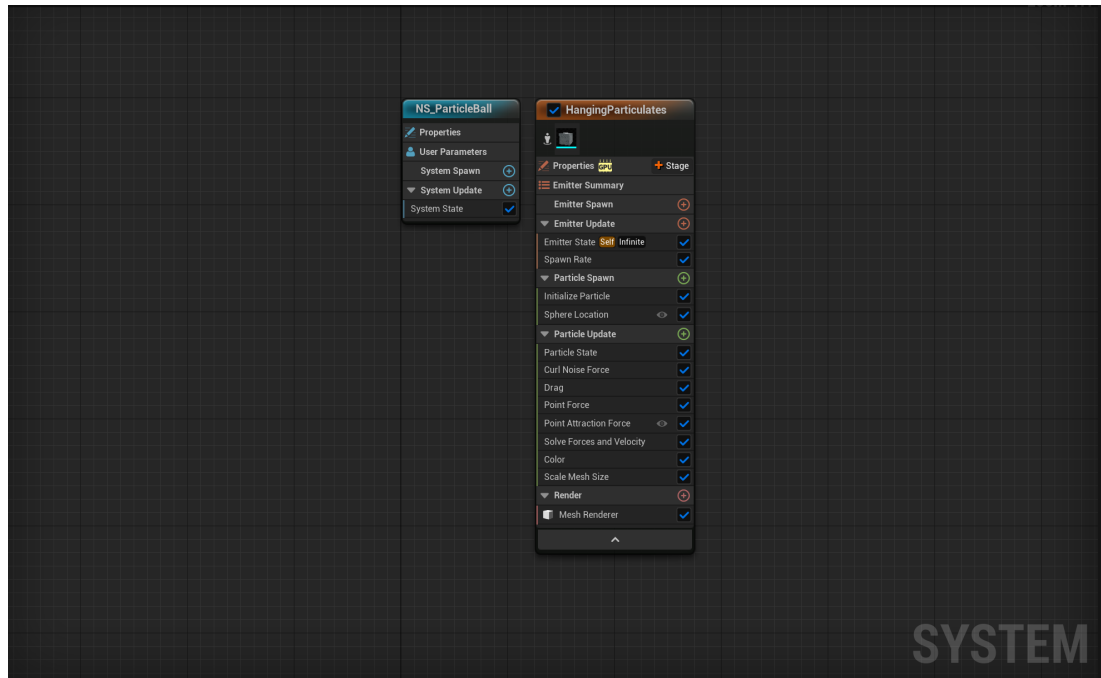 NS_ParticleBall
Properties
User Parameters
System Spawn
System Update
System State
HangingParticulates
Properties GPU Stage
Emitter Summary
Emitter Spawn
Emitter Update
Emitter State Self Infinite
Spawn Rate
Particle Spawn
Initialize Particle
Sphere Location
Particle Update
Particle State
Curl Noise Force
Drag
Point Force
Point Attraction Force
Solve Forces and Velocity
Color
Scale Mesh Size
Render
Mesh Renderer
SYSTEM